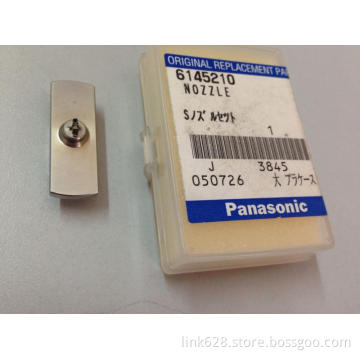 ORIGINAL REPLACEMENT PA
6145210
NOZZLE
Sノズルセット
1
J 3845
050726 大 プラケース
Panasonic
link628.store.bossgoo.com